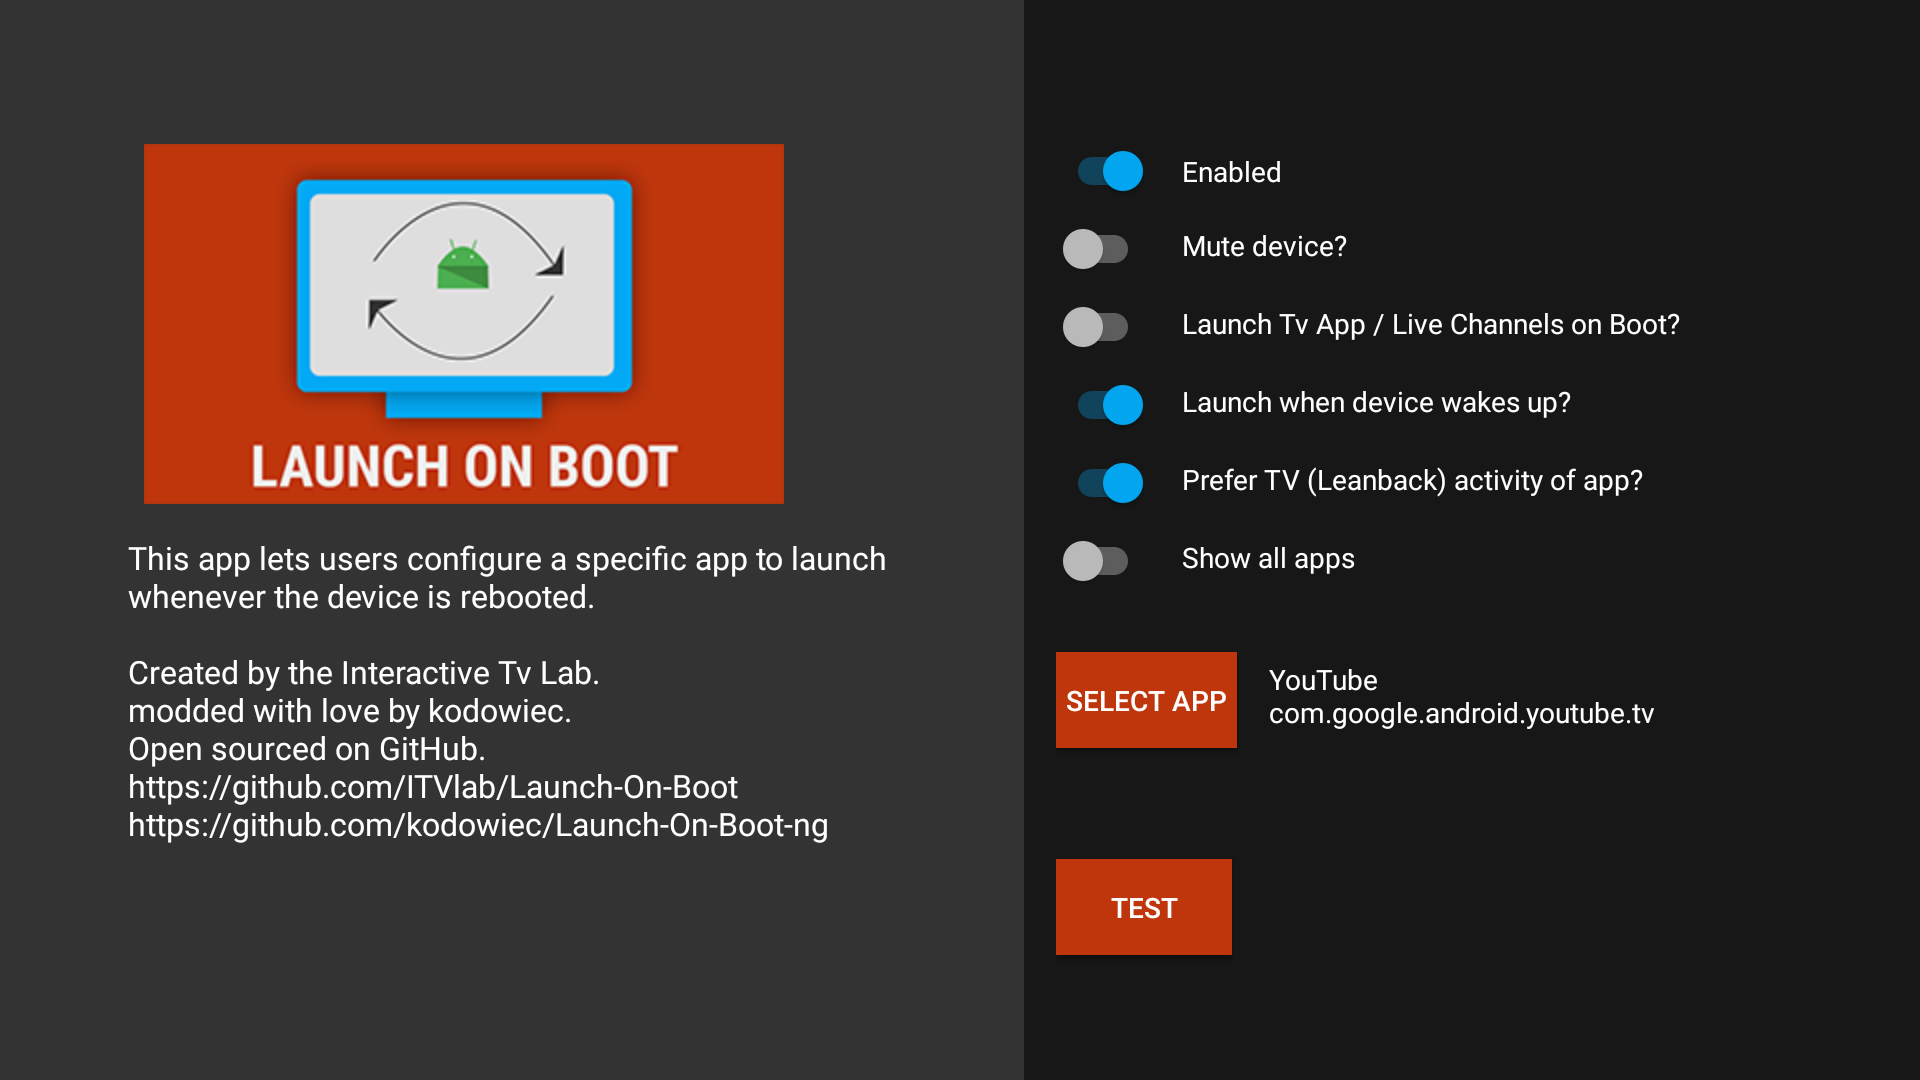 LAUNCH ON BOOT
This app lets users configure a specific app to launch
whenever the device is rebooted.
Created by the Interactive Tv Lab.
modded with love by kodowiec.
Open sourced on GitHub.
https://github.com/ITVlab/Launch-On-Boot
https://github.com/kodowiec/Launch-On-Boot-ng
Enabled
Mute device?
Launch Tv App / Live Channels on Boot?
Launch when device wakes up?
Prefer TV (Leanback) activity of app?
Show all apps
SELECT APP
YouTube
com.google.android.youtube.tv
TEST